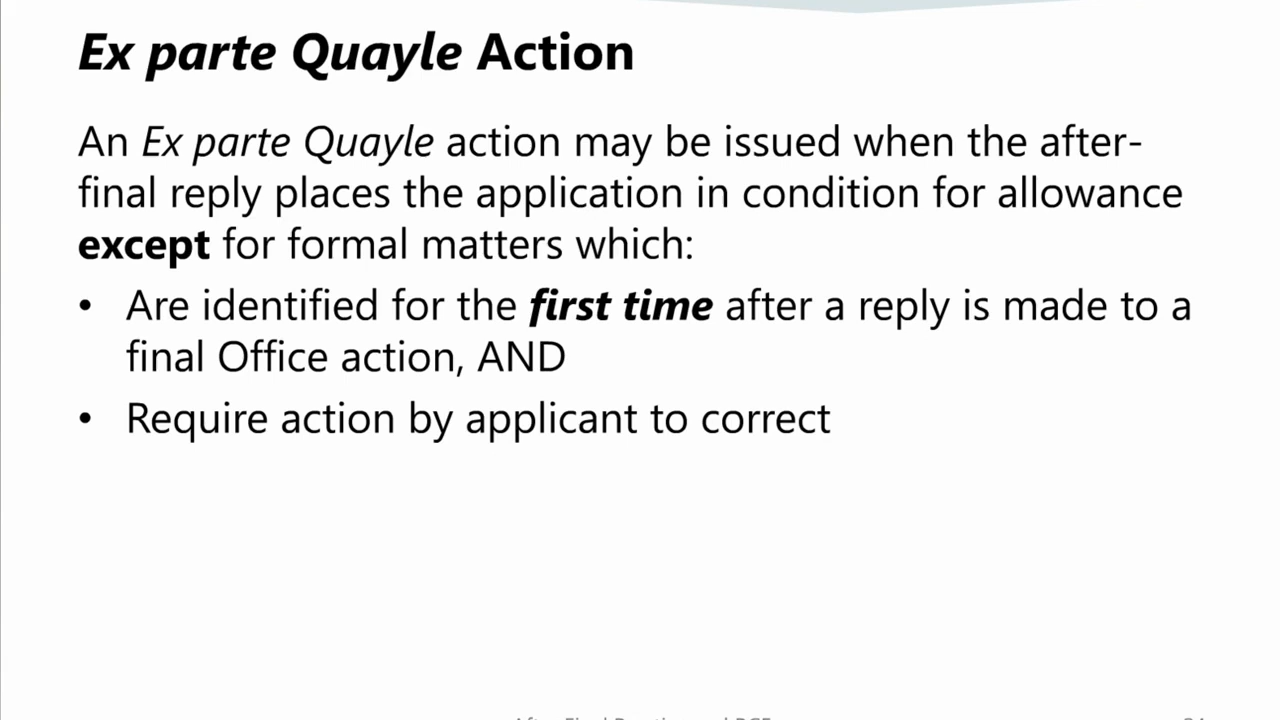 Ex parte Quayle Action
An Ex parte Quayle action may be issued when the after-
final reply places the application in condition for allowance
except for formal matters which:
• Are identified for the first time after a reply is made to a
final Office action, AND
• Require action by applicant to correct